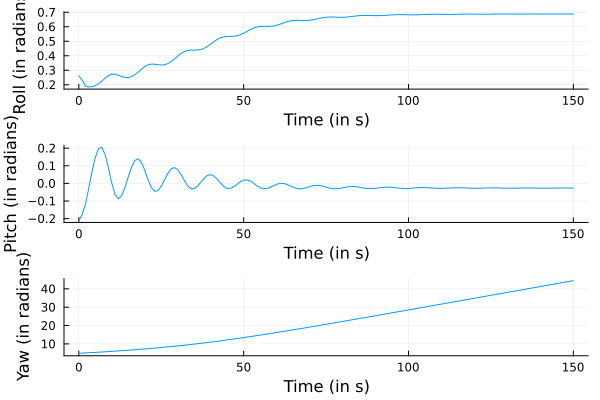 Roll (in radians
0.7
0.6
0.5
0.4
0.3
0.2
0 50 100 150
Time (in s)
Pitch (in radians)
0.2
0.1
0.0
−0.1
−0.2
0 50 100 150
Time (in s)
Yaw (in radians)
40
30
20
10
0 50 100 150
Time (in s)